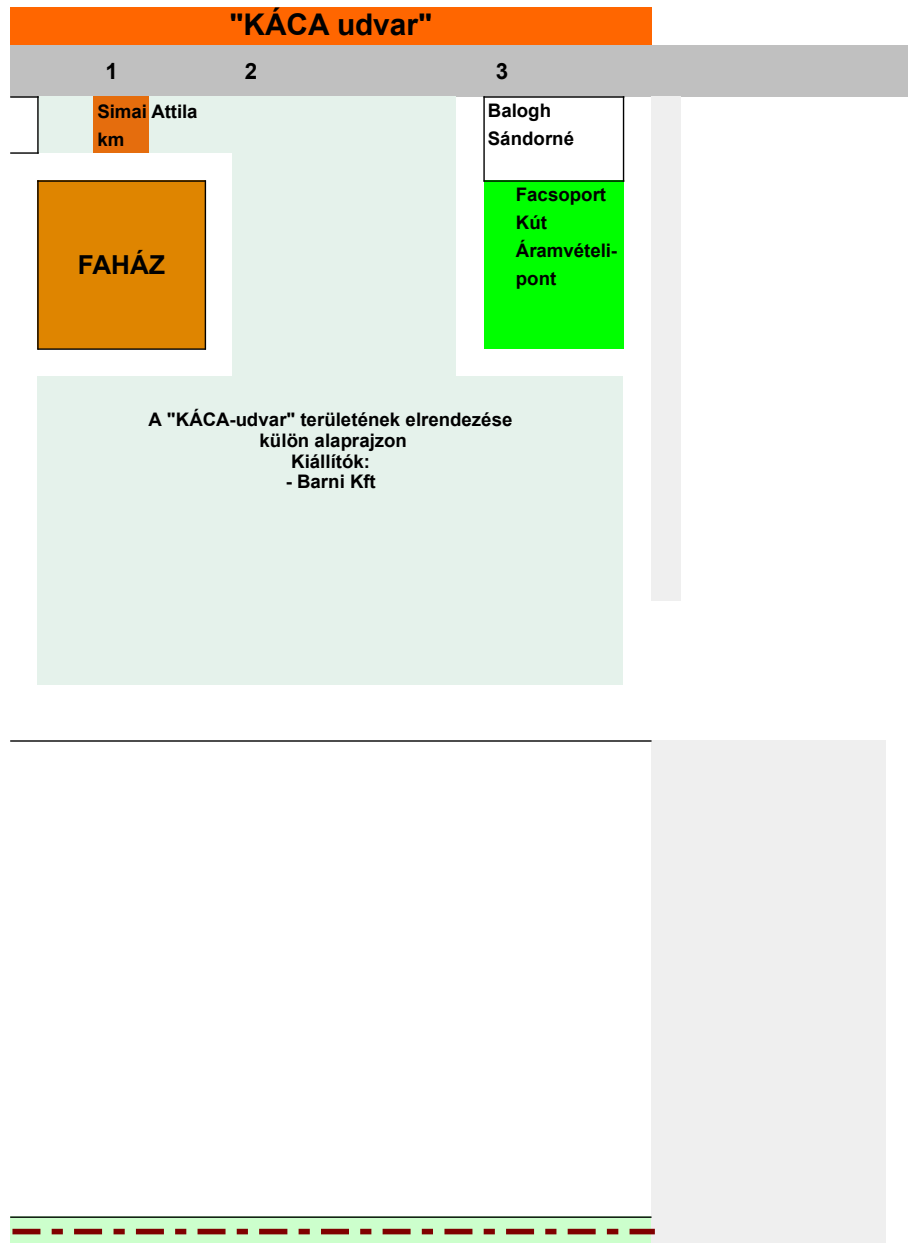 "KÁCA udvar"
1 2 3
Simai Attila
km
Balogh
Sándorné
FAHÁZ
Facsoport
Kút
Áramvételi-
pont
A "KÁCA-udvar" területének elrendezése
külön alaprajzon
Kiállítók:
- Barni Kft